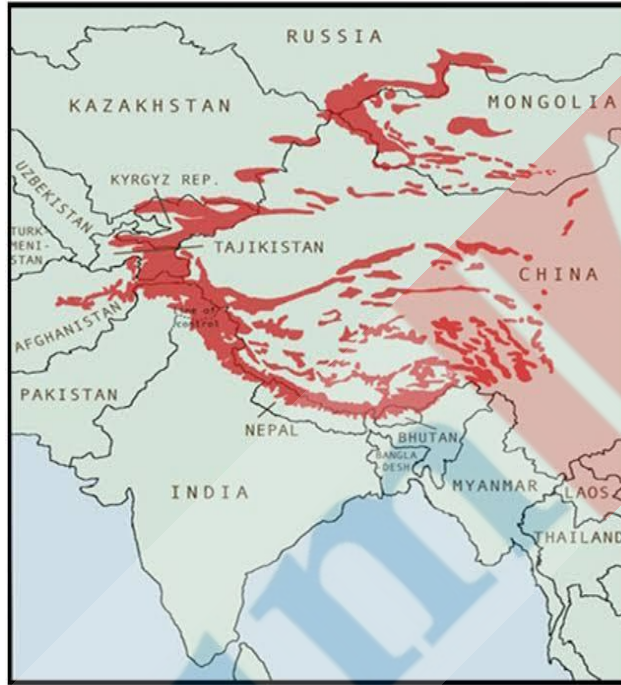 RUSSIA
KAZAKHSTAN
MONGOLIA
UZBEKISTAN
KYRGYZ REP.
TURK-
MENI-
STAN
TAJIKISTAN
CHINA
AFGHANISTAN
Line of
control
PAKISTAN
NEPAL
BHUTAN
BANGLA
DESH
INDIA
MYANMAR
LAOS
THAILAND